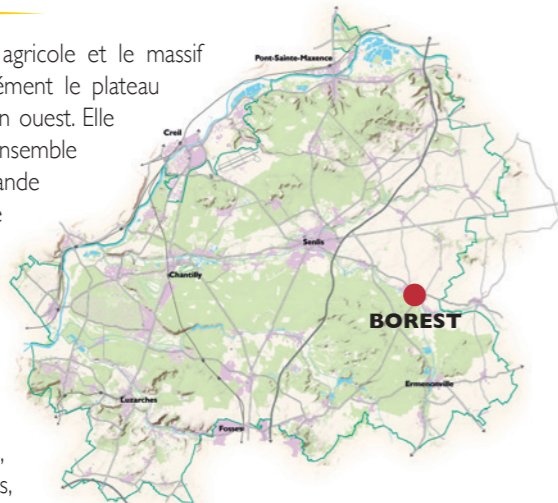 agricole et le massif
ément le plateau
n ouest. Elle
nsemble
ande
e
,
s,
Pont-Sainte-Maxence
Creil
Senlis
Chantilly
BOREST
Ermenonville
Luzarches
Fosses